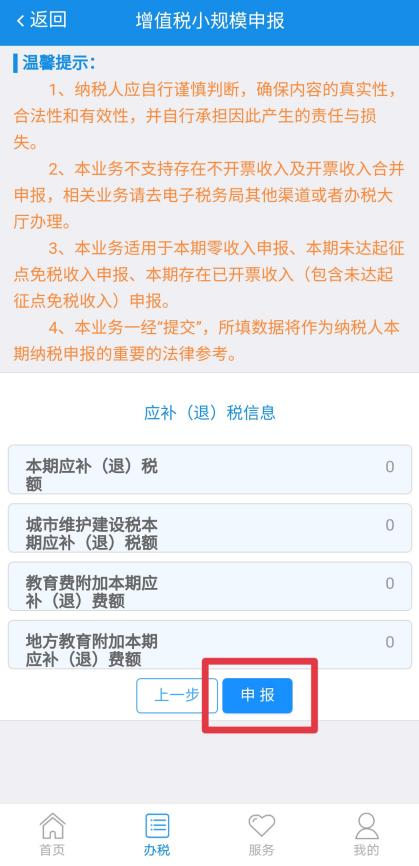 返回
增值税小规模申报
温馨提示：
1、纳税人应自行谨慎判断，确保内容的真实性，
合法性和有效性，并自行承担因此产生的责任与损
失。
2、本业务不支持存在不开票收入及开票收入合并
申报，相关业务请去电子税务局其他渠道或者办税大
厅办理。
3、本业务适用于本期零收入申报、本期未达起征
点免税收入申报、本期存在已开票收入（包含未达起
征点免税收入）申报。
4、本业务一经“提交”，所填数据将作为纳税人本
期纳税申报的重要的法律参考。
应补（退）税信息
本期应补（退）税
额
0
城市维护建设税本
期应补（退）税额
0
教育费附加本期应
补（退）费额
0
地方教育附加本期
应补（退）费额
0
上一步
申报
首页
办税
服务
我的